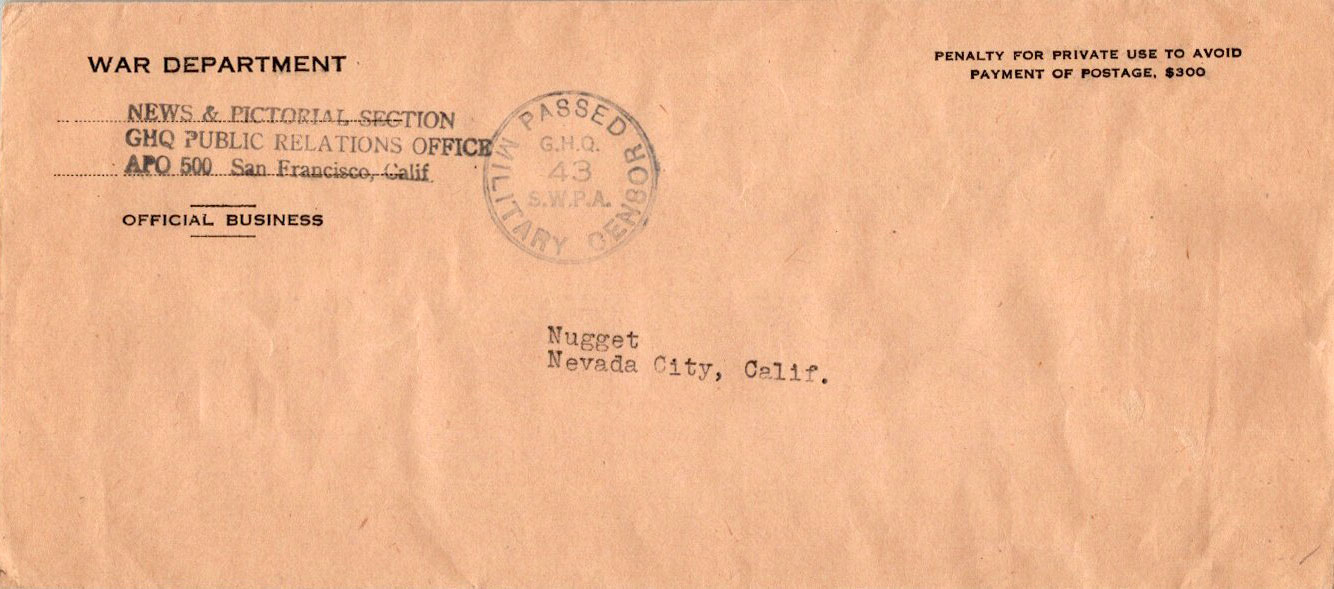 WAR DEPARTMENT
PENALTY FOR PRIVATE USE TO AVOID
PAYMENT OF POSTAGE, $300
NEWS & PICTORIAL SECTION
GHQ PUBLIC RELATIONS OFFICE
APO 500 San Francisco, Calif
OFFICIAL BUSINESS
PASSED
G.H.Q.
43
S.W.P.A.
MILITARY CENSOR
Nugget
Nevada City, Calif.